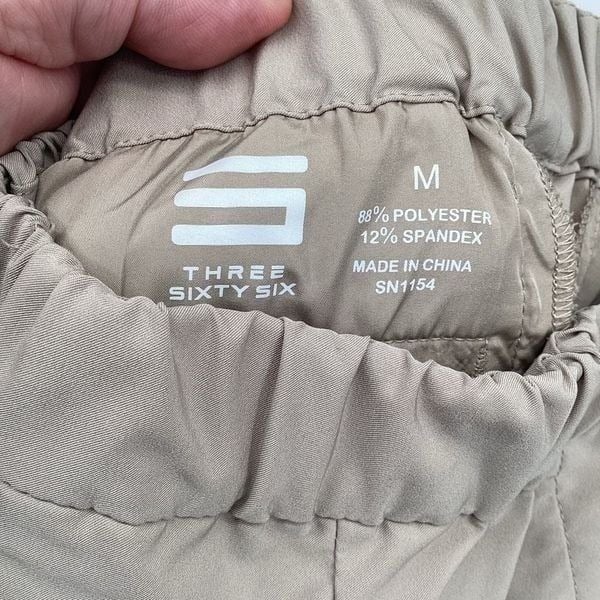 THREE
SIXTY SIX
M
88% POLYESTER
12% SPANDEX
MADE IN CHINA
SN1154